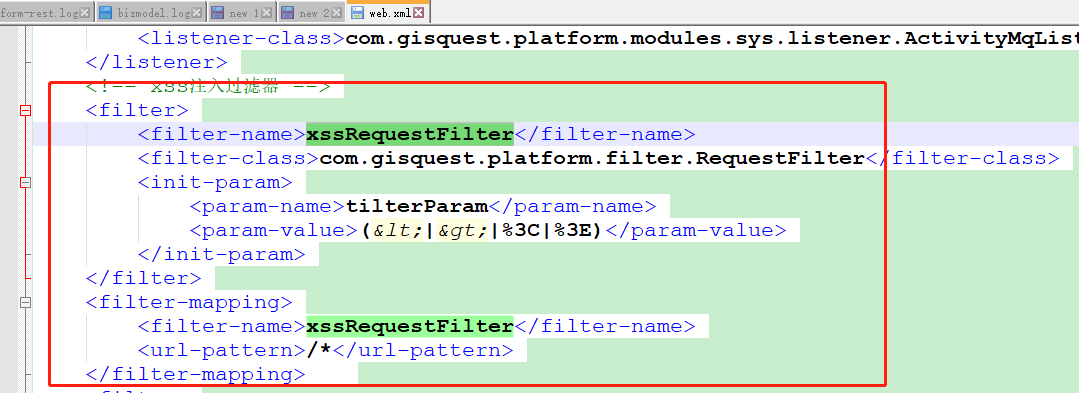 form-rest.log bizmodel.log new 1 new 2 web.xml
<listener-class>com.gisquest.platform.modules.sys.listener.ActivityMqList
</listener>
<!-- xss注入过滤器 -->
<filter>
<filter-name>xssRequestFilter</filter-name>
<filter-class>com.gisquest.platform.filter.RequestFilter</filter-class>
<init-param>
<param-name>tilterParam</param-name>
<param-value>(&lt;|&gt;|%3C|%3E)</param-value>
</init-param>
</filter>
<filter-mapping>
<filter-name>xssRequestFilter</filter-name>
<url-pattern>/*</url-pattern>
</filter-mapping>